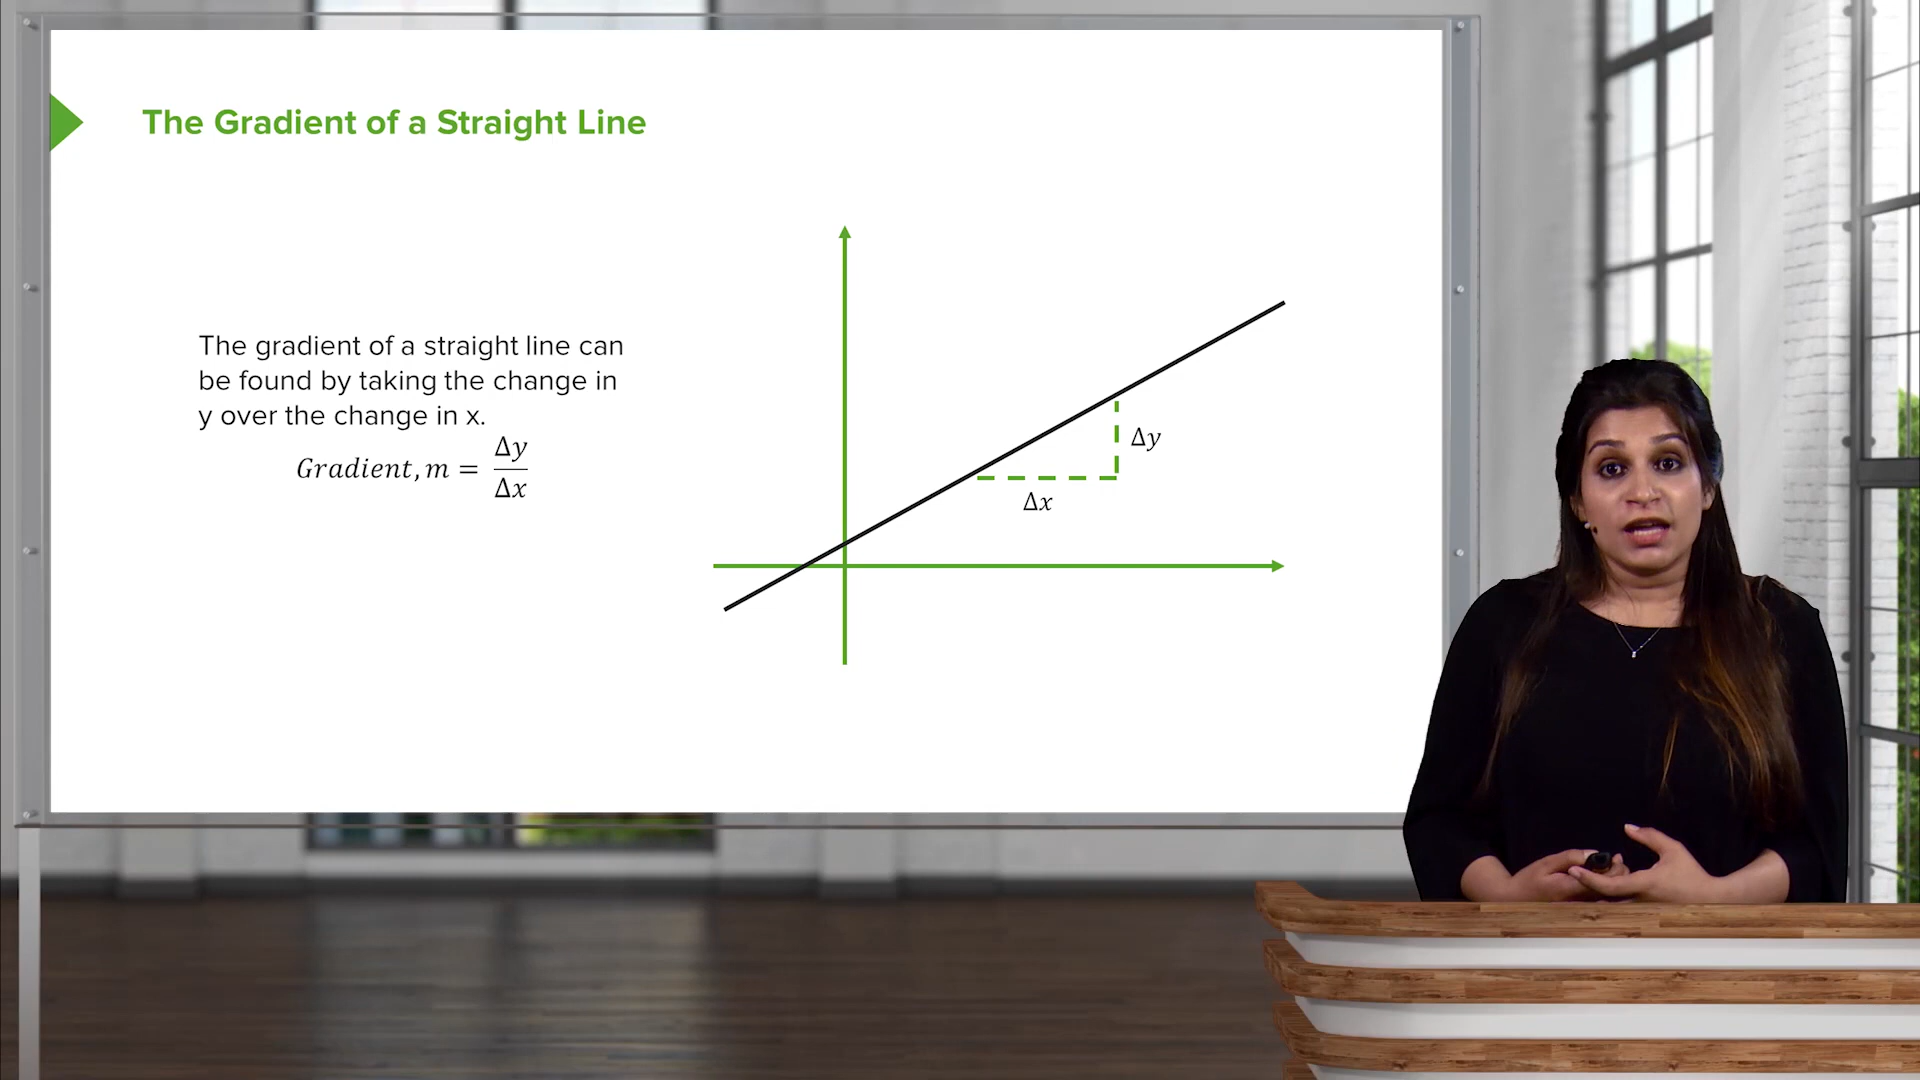 The Gradient of a Straight Line
The gradient of a straight line can
be found by taking the change in
y over the change in x.
Gradient, m = Δy/Δx
Δy
Δx